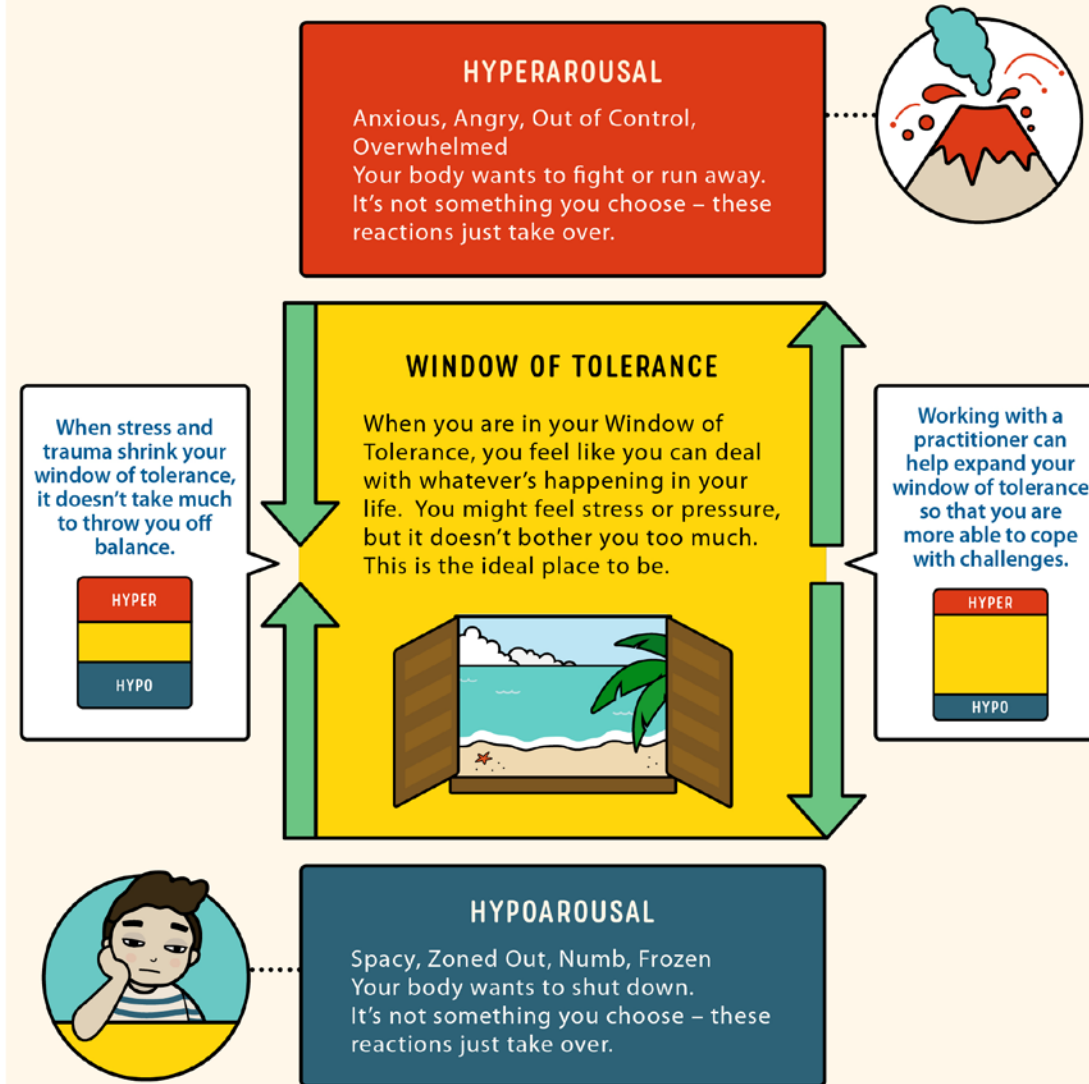 HYPERAROUSAL
Anxious, Angry, Out of Control,
Overwhelmed
Your body wants to fight or run away.
It's not something you choose – these
reactions just take over.
WINDOW OF TOLERANCE
When you are in your Window of
Tolerance, you feel like you can deal
with whatever's happening in your
life.  You might feel stress or pressure,
but it doesn't bother you too much.
This is the ideal place to be.
When stress and
trauma shrink your
window of tolerance,
it doesn't take much
to throw you off
balance.
HYPER
HYPO
Working with a
practitioner can
help expand your
window of tolerance
so that you are
more able to cope
with challenges.
HYPER
HYPO
HYPOAROUSAL
Spacy, Zoned Out, Numb, Frozen
Your body wants to shut down.
It's not something you choose – these
reactions just take over.